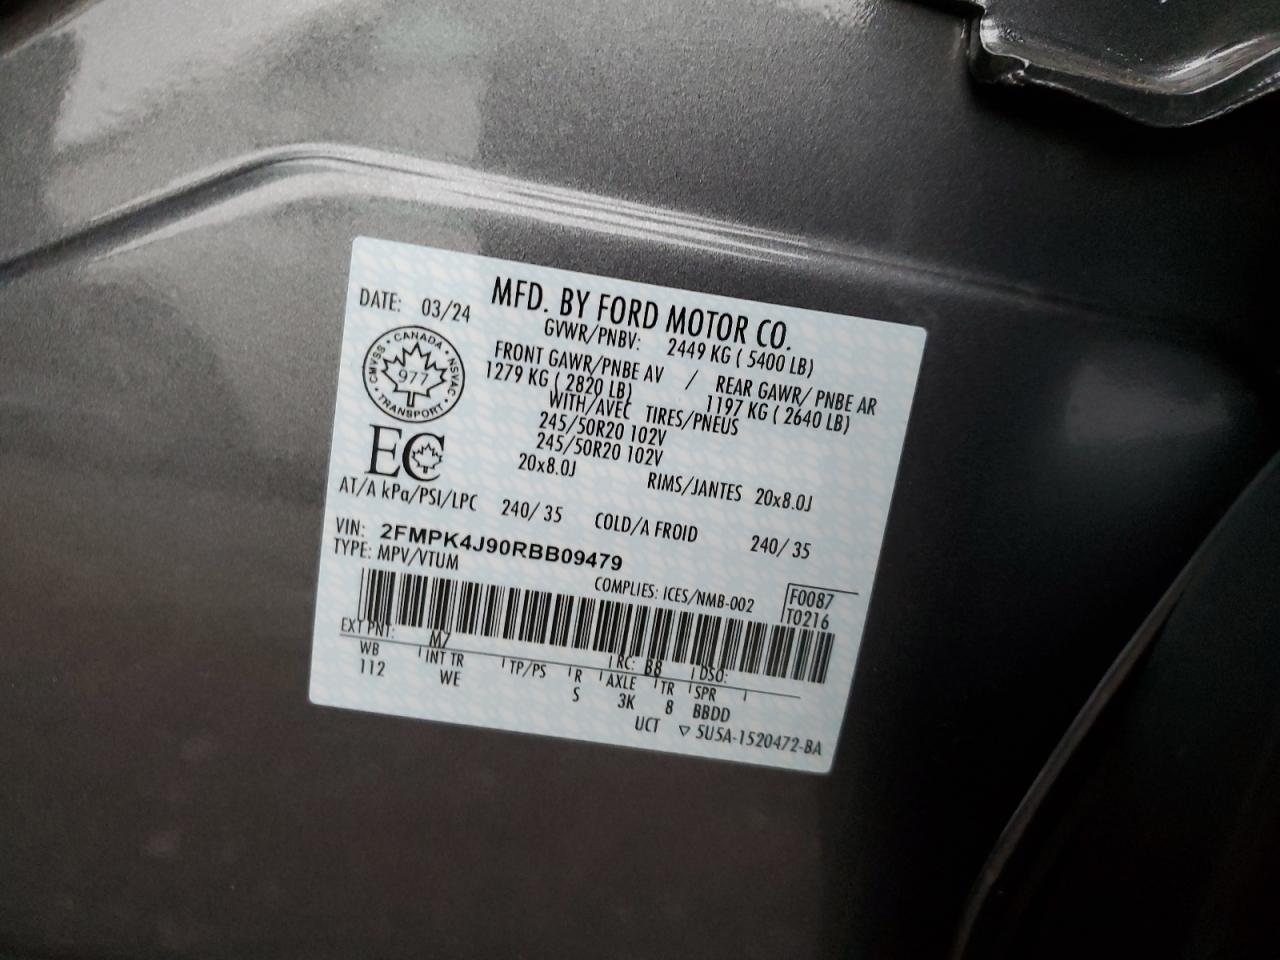 MFD. BY FORD MOTOR CO.
DATE: 03/24
GVWR/PNBV: 2449 KG ( 5400 LB)
FRONT GAWR/PNBE AV / REAR GAWR/ PNBE AR
1279 KG ( 2820 LB) 1197 KG ( 2640 LB)
WITH/AVEC TIRES/PNEUS
245/50R20 102V
245/50R20 102V
20x8.0J RIMS/JANTES 20x8.0J
CANADA
CMVSS 977 NSVAC
TRANSPORT
EC
AT/A kPa/PSI/LPC 240/ 35 COLD/A FROID 240/ 35
VIN: 2FMPK4J90RBB09479
TYPE: MPV/VTUM
COMPLIES: ICES/NMB-002
F0087
T0216
EXT PNT: M7 RC: B8 DSO:
WB INT TR TP/PS R AXLE TR SPR
112 WE S 3K 8 BBDD
UCT ▽ 5U5A-1520472-BA